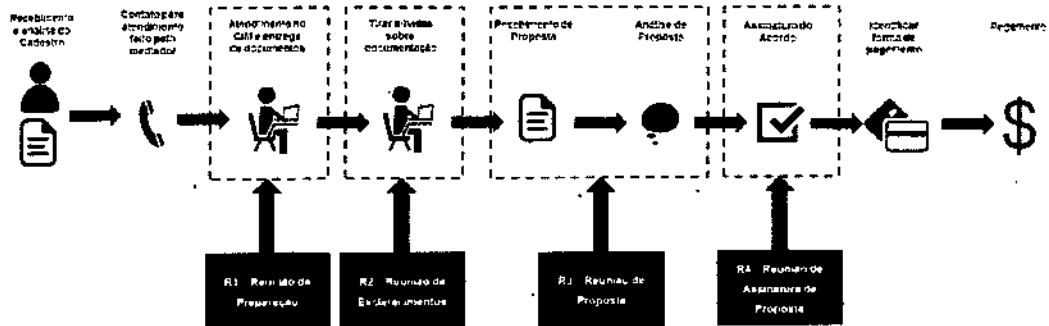 Recebimento
e análise do
Cadastro
Contato para
atendimento
feito pelo
mediador
Atendimento no
CIM e entrega
de documentos
Tirar dúvidas
sobre
documentação
Recebimento de
Proposta
Análise de
Proposta
Assinatura do
Acordo
Identificar
forma de
pagamento
Pagamento
$
R1 Reunião de
Preparação
R2 Reunião de
Esclarecimentos
R3 Reunião de
Proposta
R4 Reunião de
Assinatura de
Proposta